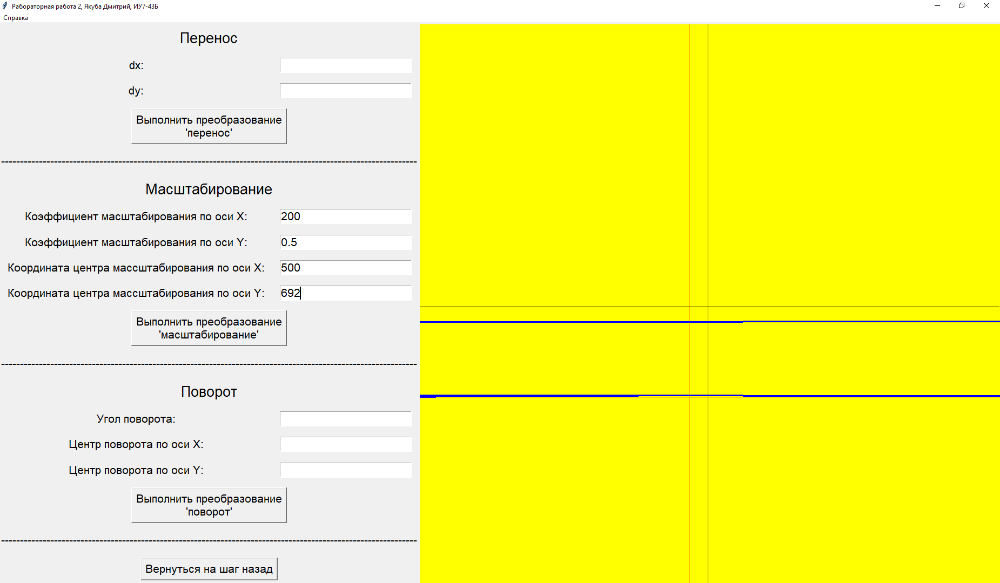 Рабораторная работа 2, Якуба Дмитрий, ИУ7-43Б
Справка
Перенос
dx:
dy:
Выполнить преобразование
'перенос'
Масштабирование
Коэффициент масштабирования по оси X: 200
Коэффициент масштабирования по оси Y: 0.5
Координата центра массштабирования по оси X: 500
Координата центра массштабирования по оси Y: 692
Выполнить преобразование
'масштабирование'
Поворот
Угол поворота:
Центр поворота по оси X:
Центр поворота по оси Y:
Выполнить преобразование
'поворот'
Вернуться на шаг назад